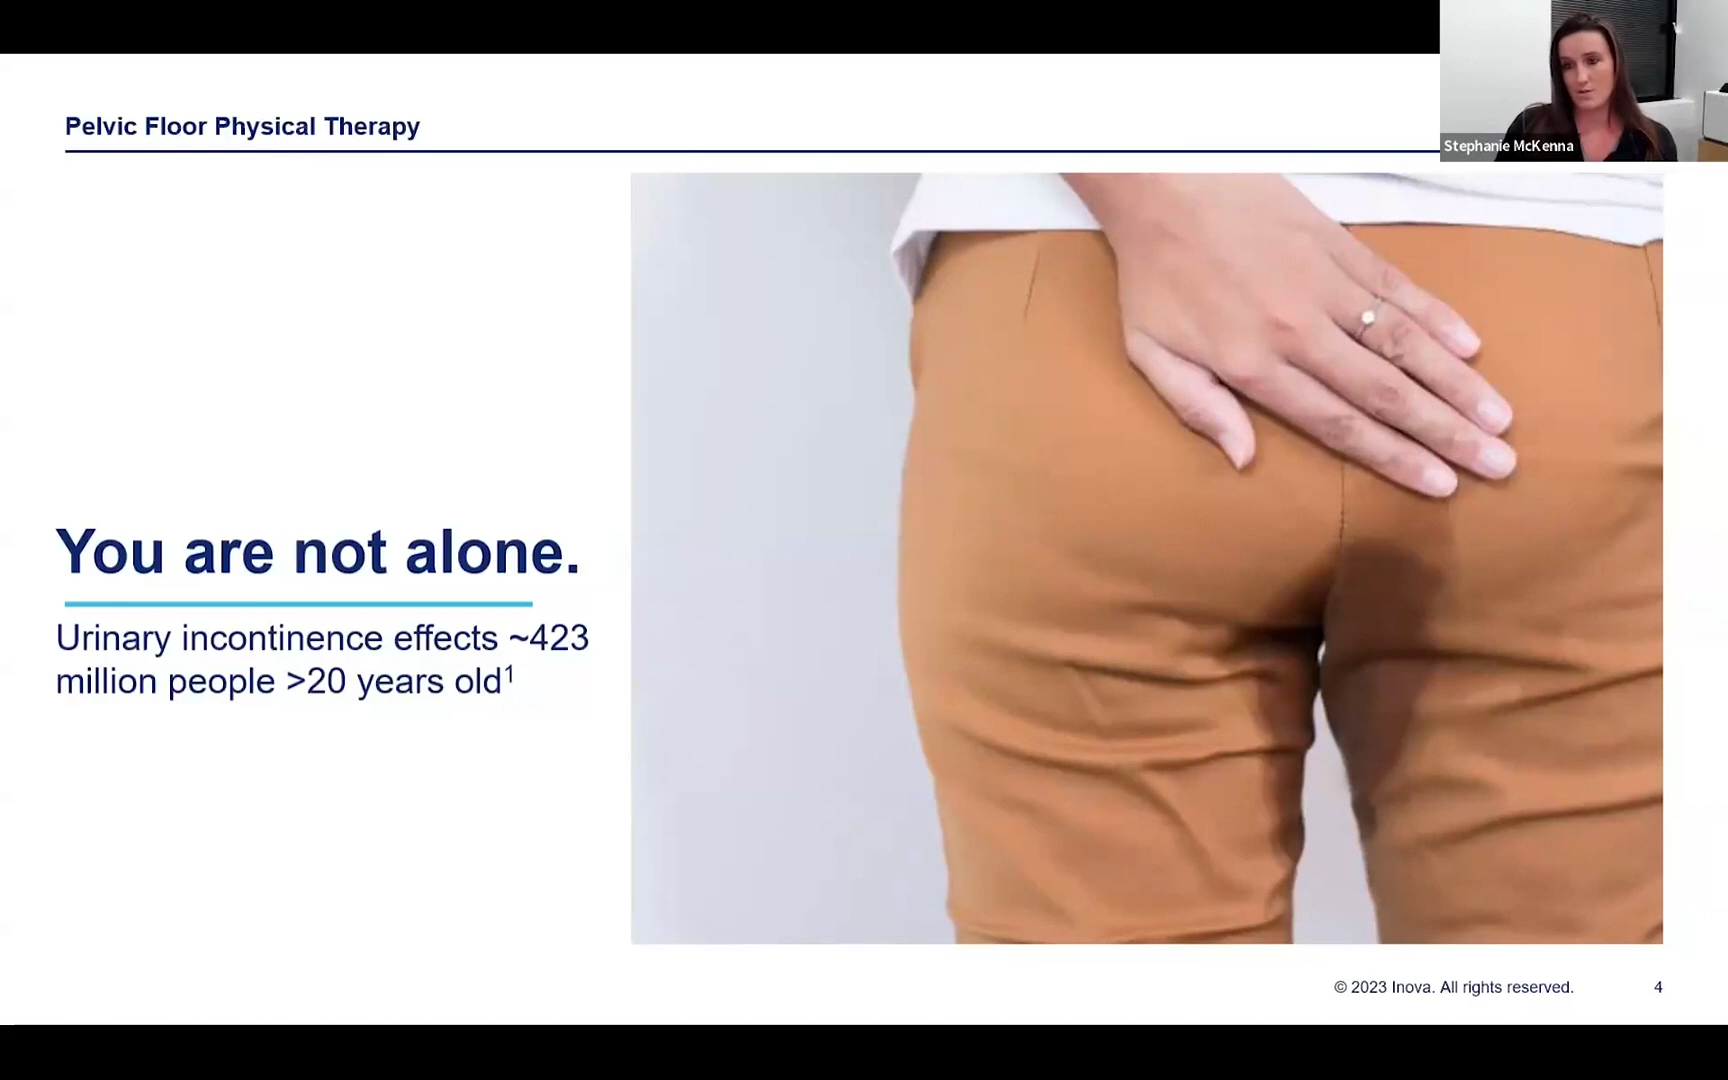 Pelvic Floor Physical Therapy
Stephanie McKenna
You are not alone.
Urinary incontinence effects ~423
million people >20 years old¹
© 2023 Inova. All rights reserved.
4